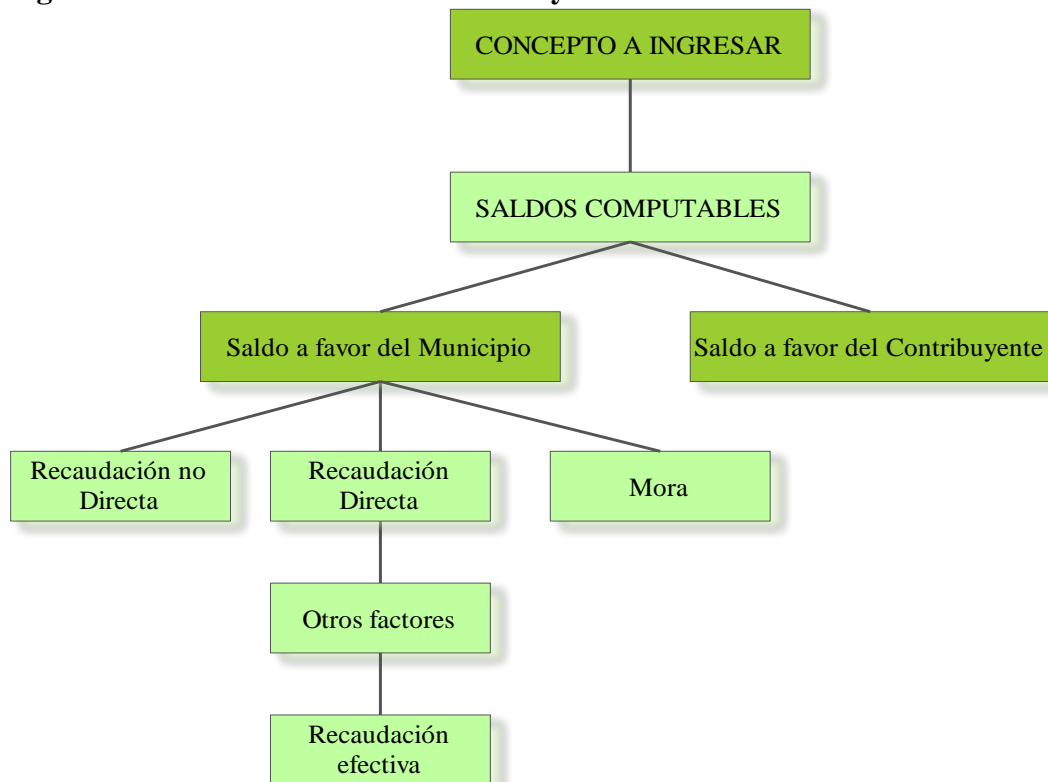 CONCEPTO A INGRESAR
SALDOS COMPUTABLES
Saldo a favor del Municipio
Saldo a favor del Contribuyente
Recaudación no
Directa
Recaudación
Directa
Mora
Otros factores
Recaudación
efectiva